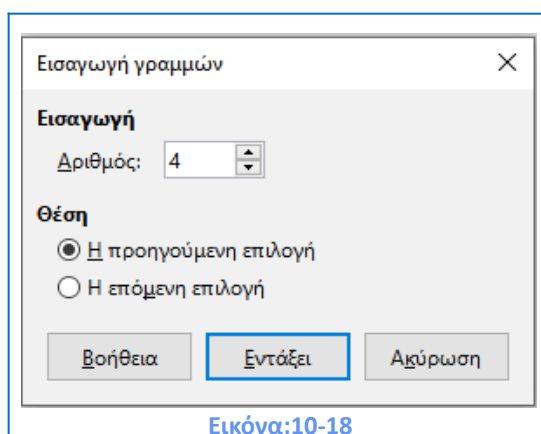 Εισαγωγή γραμμών
Εισαγωγή
Αριθμός: 4
Θέση
Η προηγούμενη επιλογή
Η επόμενη επιλογή
Βοήθεια Εντάξει Ακύρωση
Εικόνα:10-18